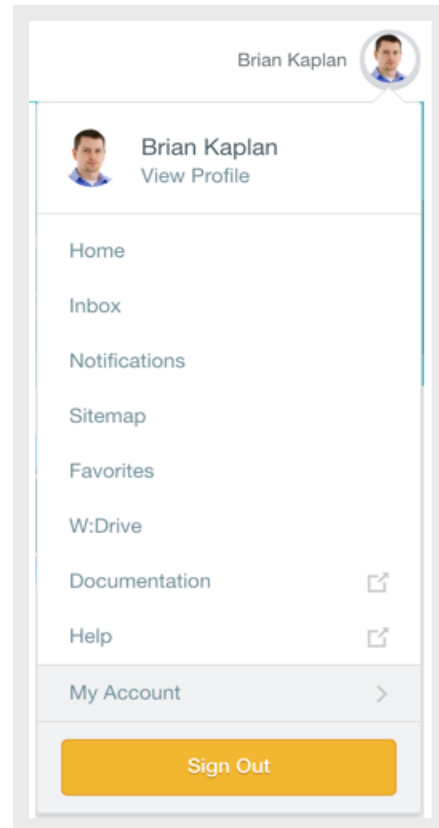 Brian Kaplan
Brian Kaplan
View Profile
Home
Inbox
Notifications
Sitemap
Favorites
W:Drive
Documentation
Help
My Account
Sign Out